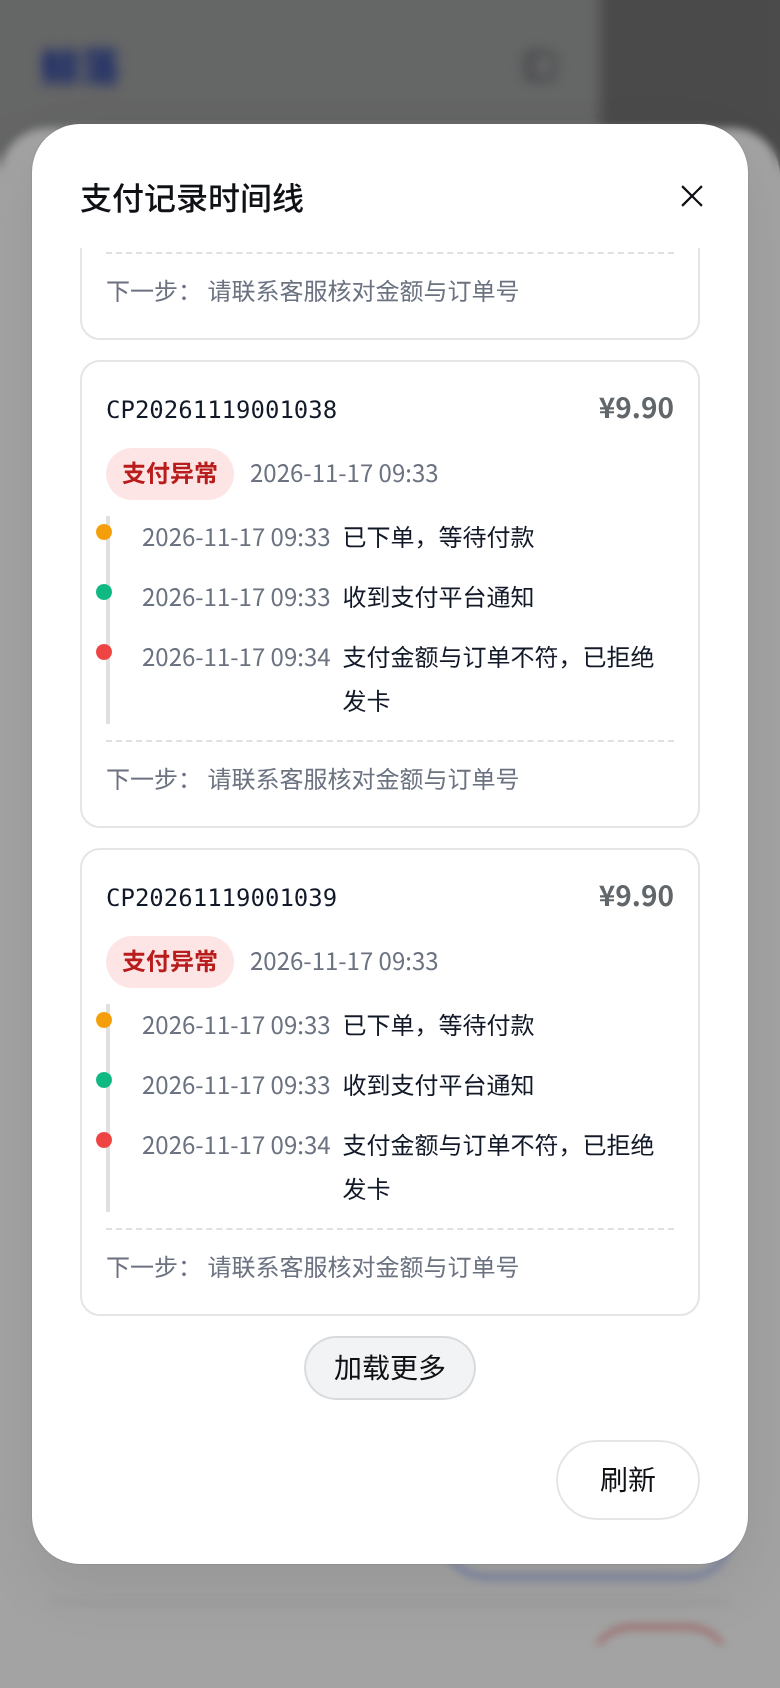 支付记录时间线
下一步： 请联系客服核对金额与订单号
CP20261119001038 ¥9.90
支付异常 2026-11-17 09:33
2026-11-17 09:33 已下单，等待付款
2026-11-17 09:33 收到支付平台通知
2026-11-17 09:34 支付金额与订单不符，已拒绝
发卡
下一步： 请联系客服核对金额与订单号
CP20261119001039 ¥9.90
支付异常 2026-11-17 09:33
2026-11-17 09:33 已下单，等待付款
2026-11-17 09:33 收到支付平台通知
2026-11-17 09:34 支付金额与订单不符，已拒绝
发卡
下一步： 请联系客服核对金额与订单号
加载更多
刷新